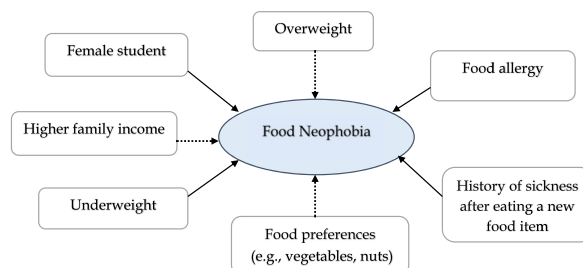 Overweight
Female student
Food allergy
Higher family income
Food Neophobia
Underweight
History of sickness
after eating a new
food item
Food preferences
(e.g., vegetables, nuts)